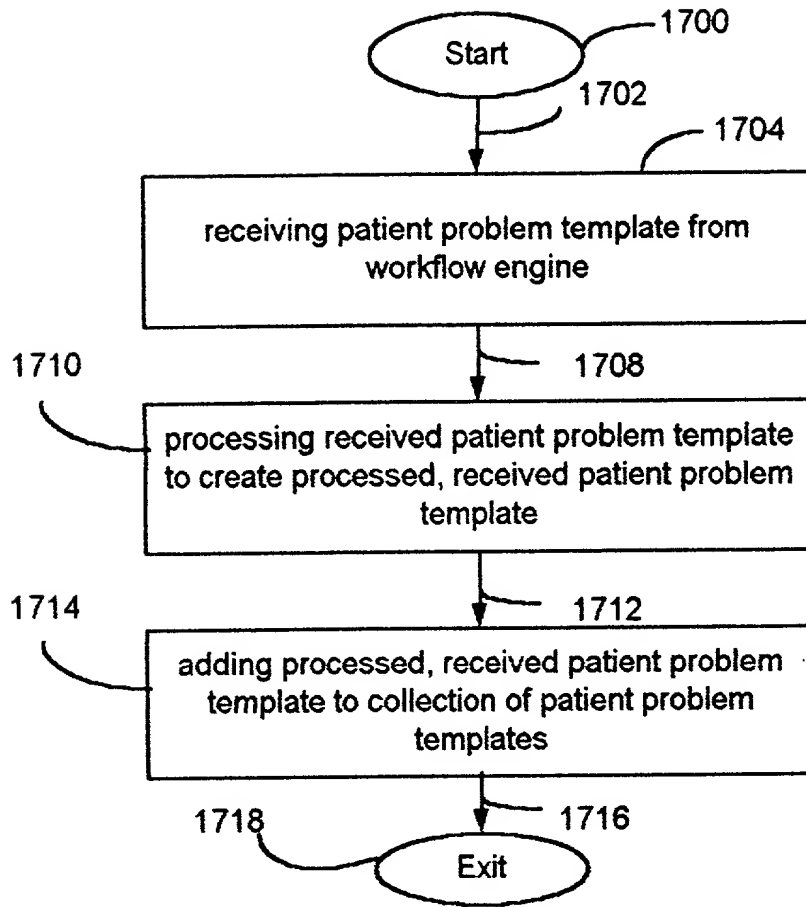 1700
Start
1702
1704
receiving patient problem template from
workflow engine
1708
1710
processing received patient problem template
to create processed, received patient problem
template
1712
1714
adding processed, received patient problem
template to collection of patient problem
templates
1716
1718
Exit